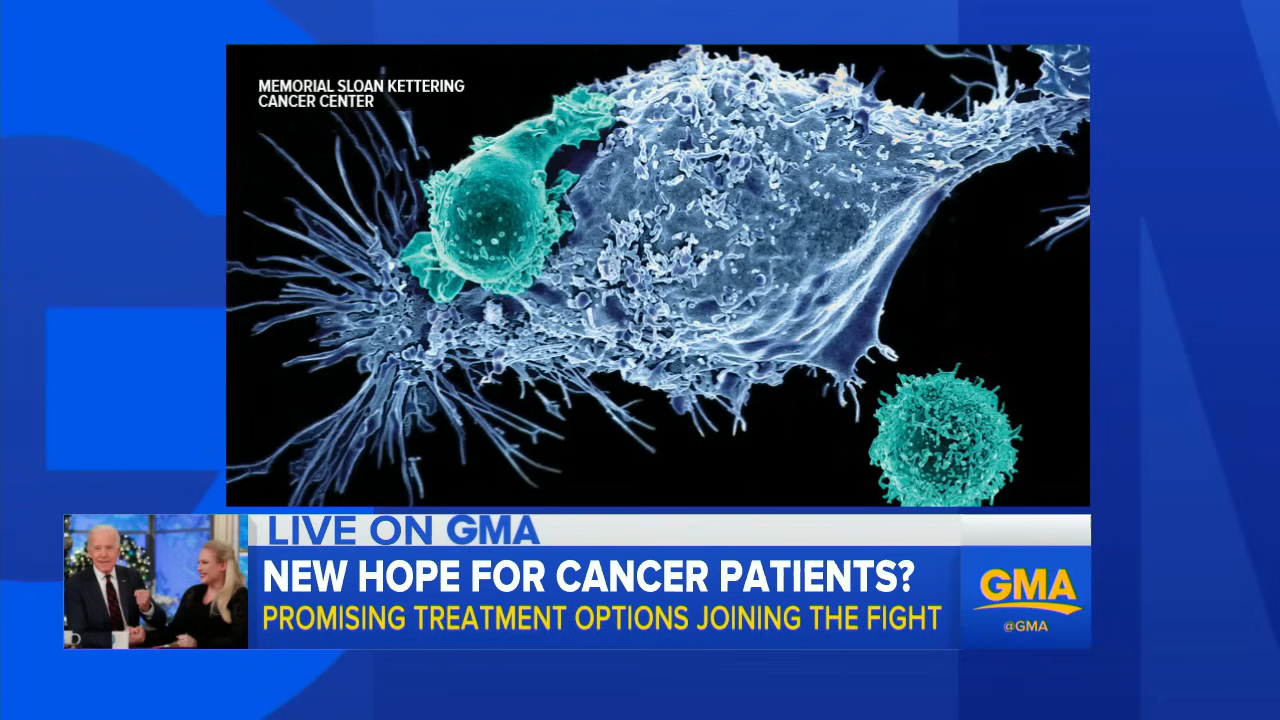 MEMORIAL SLOAN KETTERING
CANCER CENTER
LIVE ON GMA
NEW HOPE FOR CANCER PATIENTS?
PROMISING TREATMENT OPTIONS JOINING THE FIGHT
GMA
@GMA